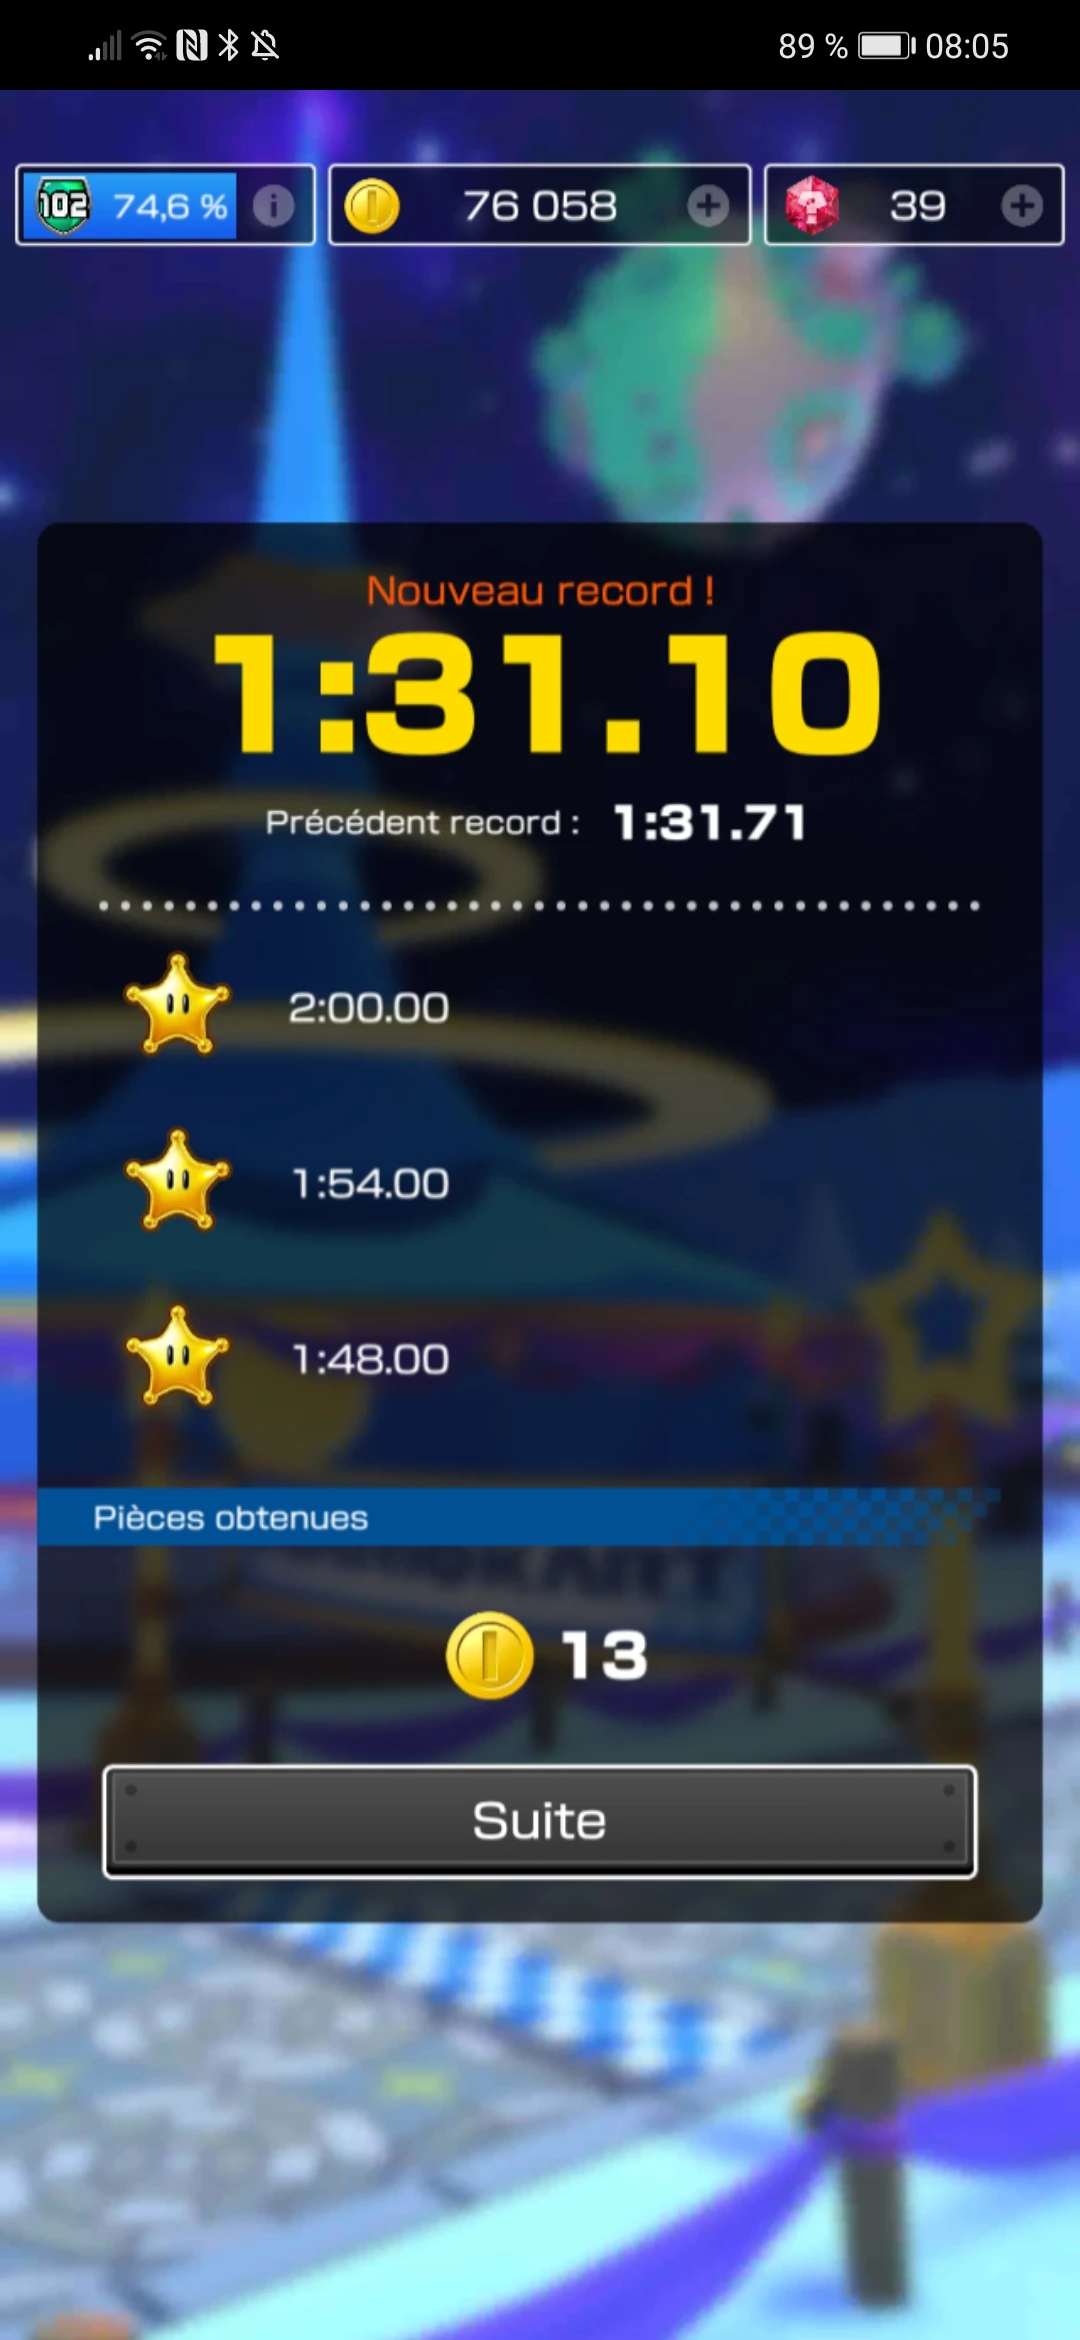 89 % 08:05
102 74,6 % 76 058 39
Nouveau record !
1:31.10
Précédent record : 1:31.71
2:00.00
1:54.00
1:48.00
Pièces obtenues
13
Suite